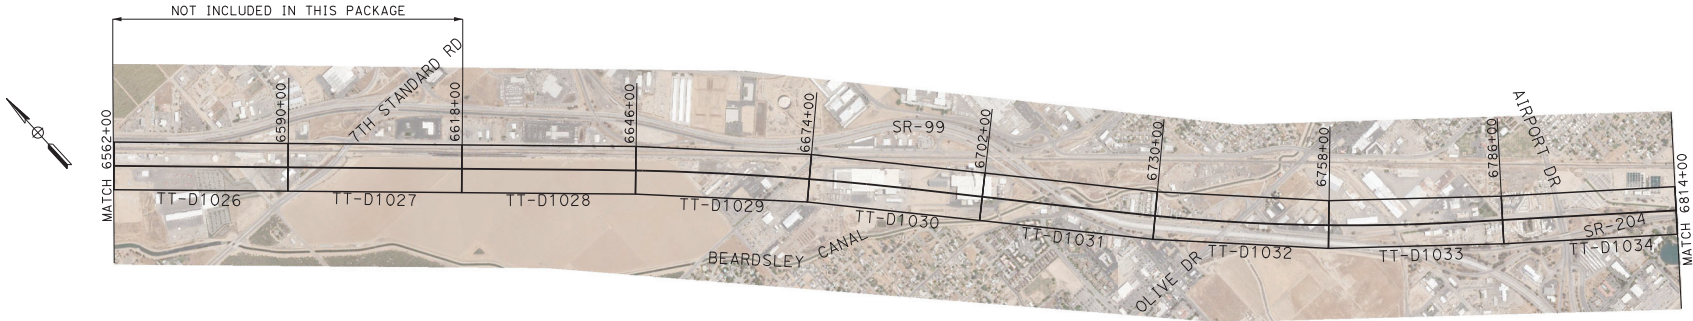 NOT INCLUDED IN THIS PACKAGE
MATCH 6562+00
6590+00
7TH STANDARD RD
6618+00
6646+00
6674+00
SR-99
6702+00
6730+00
6758+00
6786+00
AIRPORT DR
MATCH 6814+00
TT-D1026
TT-D1027
TT-D1028
TT-D1029
TT-D1030
TT-D1031
TT-D1032
TT-D1033
SR-204
TT-D1034
BEARDSLEY CANAL
OLIVE DR